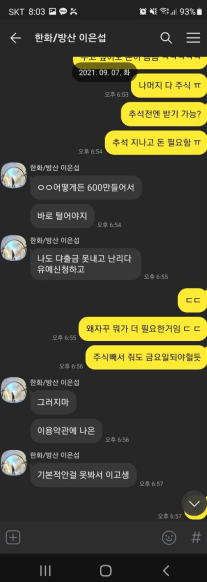 SKT 8:03
93%
한화/방산 이은섭
2021. 09. 07. 화
나머지 다 주식 ㅠ
오후 6:53
추석전엔 받기 가능?
추석 지나고 돈 필요함 ㅋㅋ
오후 6:54
한화/방산 이은섭
ㅇㅇ어떻게든 600만들어서
바로 털어야지
오후 6:54
한화/방산 이은섭
나도 다출금 못내고 난리다
유예신청하고
오후 6:55
ㄷㄷ
왜자꾸 뭐가 더 필요한거임 ㄷㄷ
오후 6:55
주식빼서 줘도 금요일되야헐듯
오후 6:56
한화/방산 이은섭
그러지마
이용약관에 나온
오후 6:56
한화/방산 이은섭
기본적안걸 못봐서 이고생
오후 6:57
오후 6:57